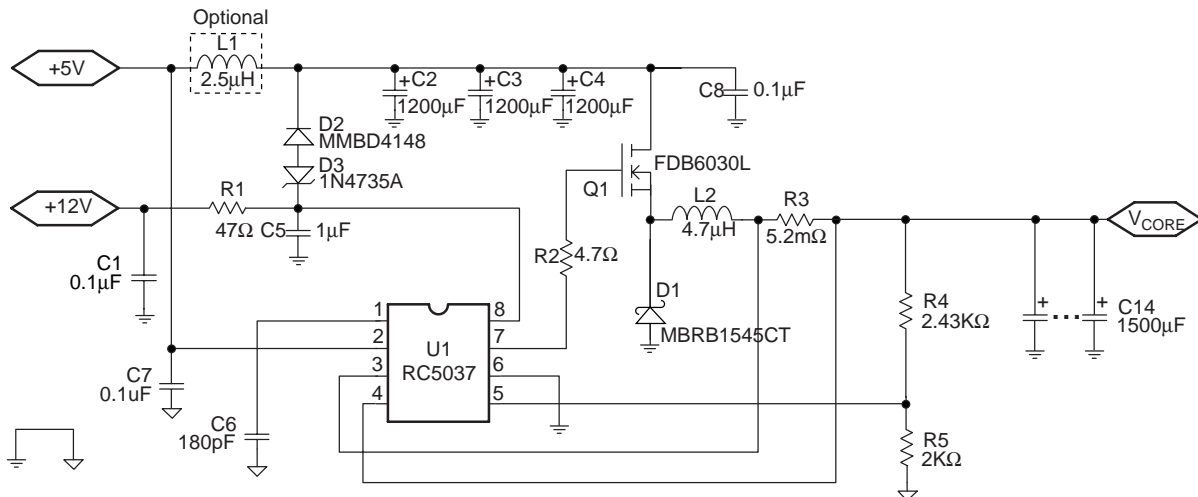 Optional
L1
+5V
2.5µH
+C2
1200µF
+C3
1200µF
+C4
1200µF
C8
0.1µF
D2
MMBD4148
D3
1N4735A
FDB6030L
Q1
+12V
R1
47Ω
C5
1µF
L2
4.7µH
R3
5.2mΩ
VCORE
C1
0.1µF
R2
4.7Ω
D1
MBRB1545CT
R4
2.43KΩ
+
+
C14
1500µF
1
2
3
4
U1
RC5037
8
7
6
5
C7
0.1uF
C6
180pF
R5
2KΩ